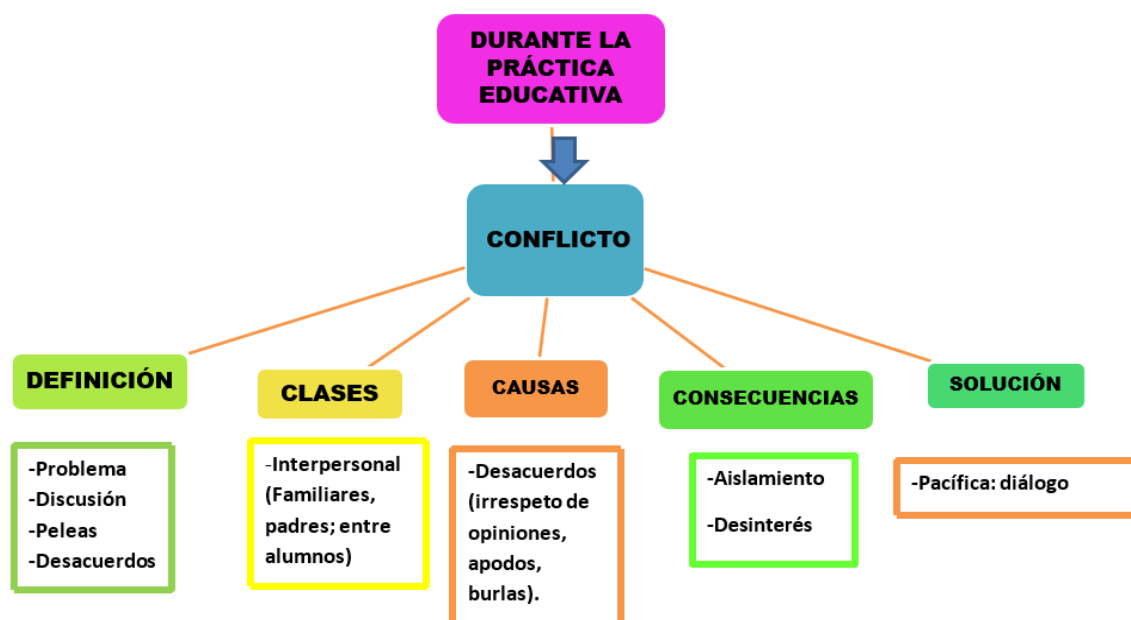 DURANTE LA
PRÁCTICA
EDUCATIVA
CONFLICTO
DEFINICIÓN
-Problema
-Discusión
-Peleas
-Desacuerdos
CLASES
-Interpersonal
(Familiares,
padres; entre
alumnos)
CAUSAS
-Desacuerdos
(irrespeto de
opiniones,
apodos,
burlas).
CONSECUENCIAS
-Aislamiento
-Desinterés
SOLUCIÓN
-Pacífica: diálogo